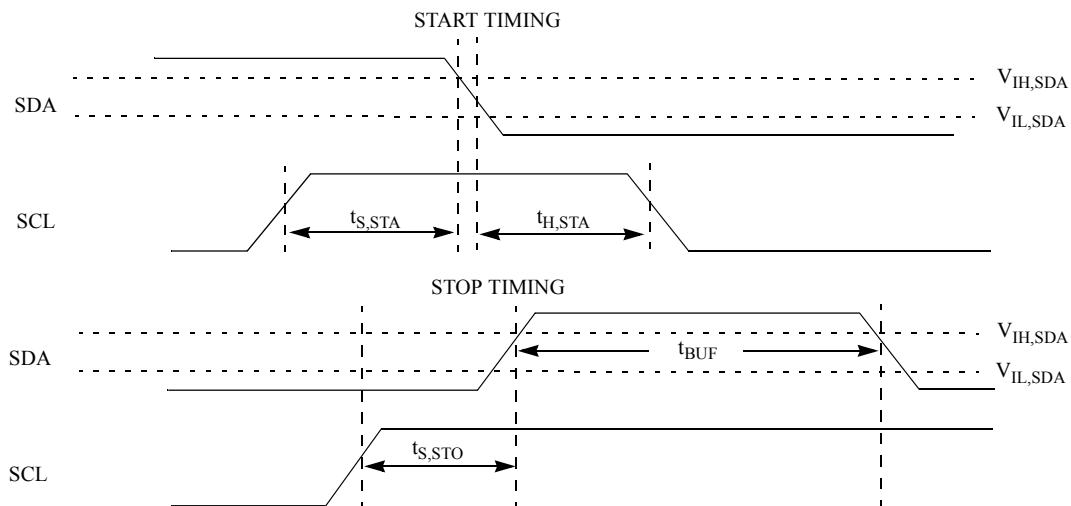 START TIMING
SDA
V_IH,SDA
V_IL,SDA
SCL
t_S,STA
t_H,STA
STOP TIMING
SDA
V_IH,SDA
t_BUF
V_IL,SDA
SCL
t_S,STO